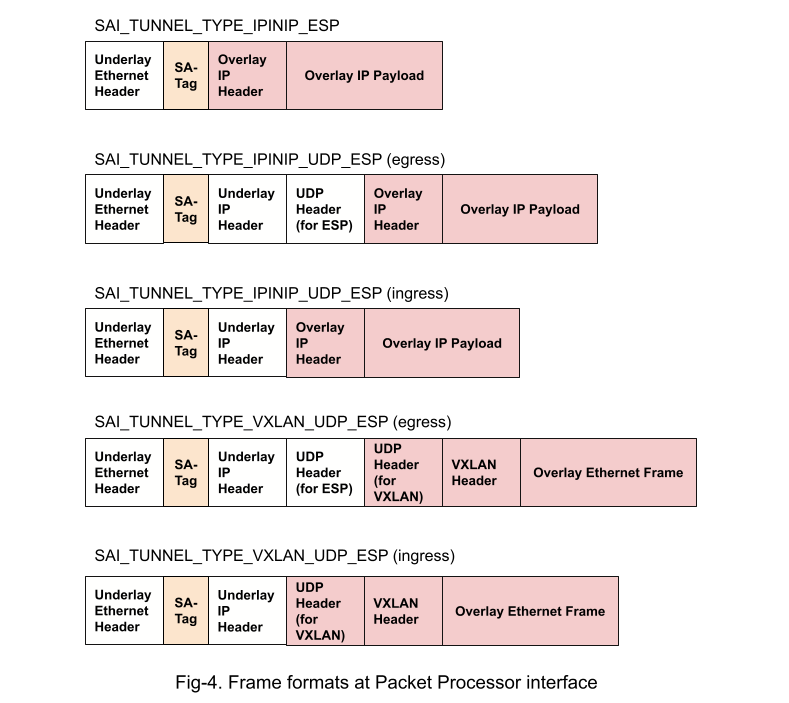 SAI_TUNNEL_TYPE_IPINIP_ESP
Underlay
Ethernet
Header
SA-
Tag
Overlay
IP
Header
Overlay IP Payload
SAI_TUNNEL_TYPE_IPINIP_UDP_ESP (egress)
Underlay
Ethernet
Header
SA-
Tag
Underlay
IP
Header
UDP
Header
(for ESP)
Overlay
IP
Header
Overlay IP Payload
SAI_TUNNEL_TYPE_IPINIP_UDP_ESP (ingress)
Underlay
Ethernet
Header
SA-
Tag
Underlay
IP
Header
Overlay
IP
Header
Overlay IP Payload
SAI_TUNNEL_TYPE_VXLAN_UDP_ESP (egress)
Underlay
Ethernet
Header
SA-
Tag
Underlay
IP
Header
UDP
Header
(for ESP)
UDP
Header
(for
VXLAN)
VXLAN
Header
Overlay Ethernet Frame
SAI_TUNNEL_TYPE_VXLAN_UDP_ESP (ingress)
Underlay
Ethernet
Header
SA-
Tag
Underlay
IP
Header
UDP
Header
(for
VXLAN)
VXLAN
Header
Overlay Ethernet Frame
Fig-4. Frame formats at Packet Processor interface